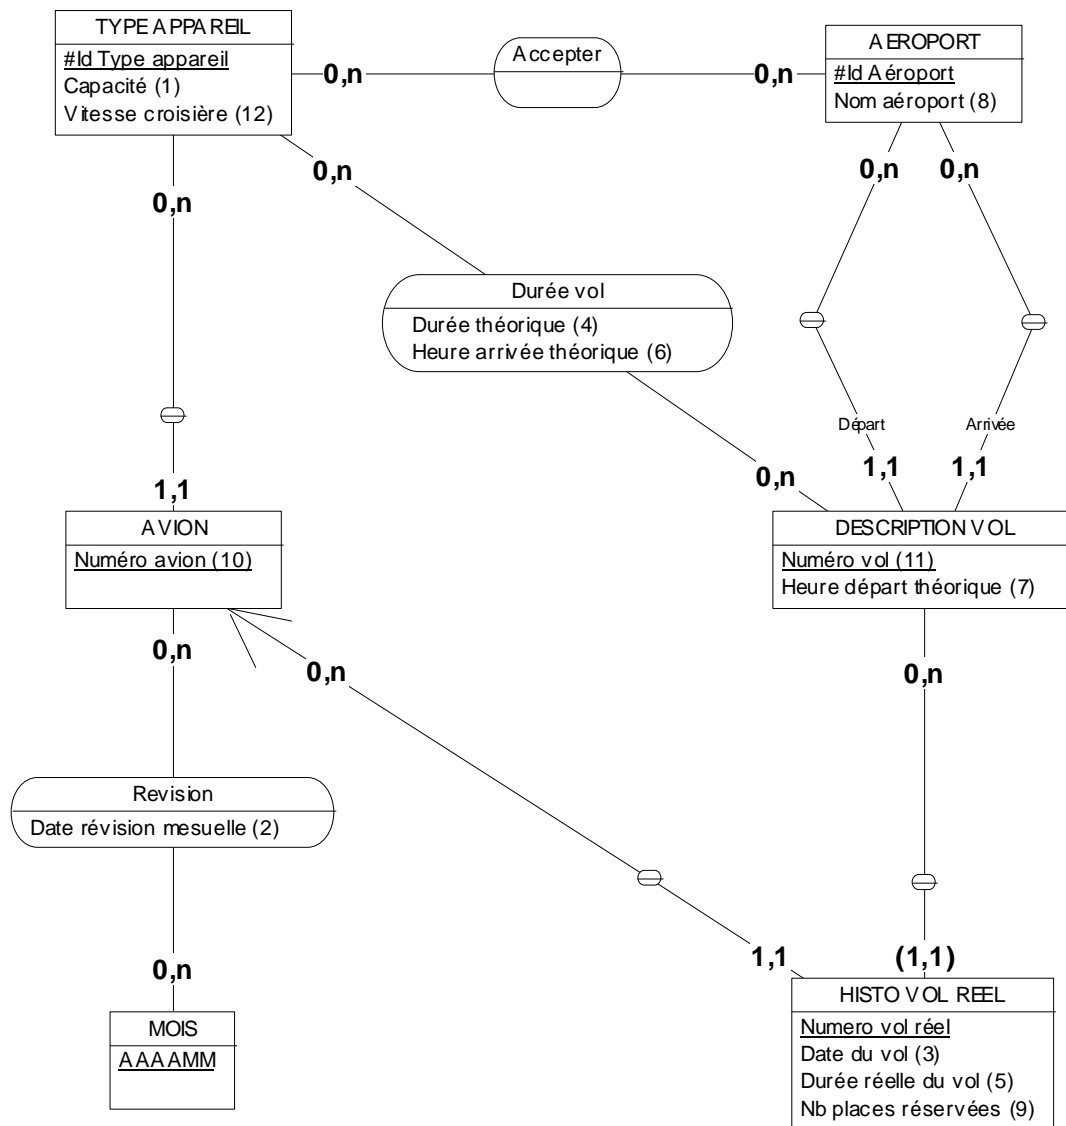 TYPE APPAREIL
#Id Type appareil
Capacité (1)
Vitesse croisière (12)
0,n
Accepter
0,n
AEROPORT
#Id Aéroport
Nom aéroport (8)
0,n
0,n
0,n
0,n
Durée vol
Durée théorique (4)
Heure arrivée théorique (6)
Départ
Arrivée
1,1
1,1
0,n
1,1
AVION
Numéro avion (10)
DESCRIPTION VOL
Numéro vol (11)
Heure départ théorique (7)
0,n
0,n
0,n
Revision
Date révision mesuelle (2)
0,n
1,1
(1,1)
MOIS
AAAAMM
HISTO VOL REEL
Numero vol réel
Date du vol (3)
Durée réelle du vol (5)
Nb places réservées (9)